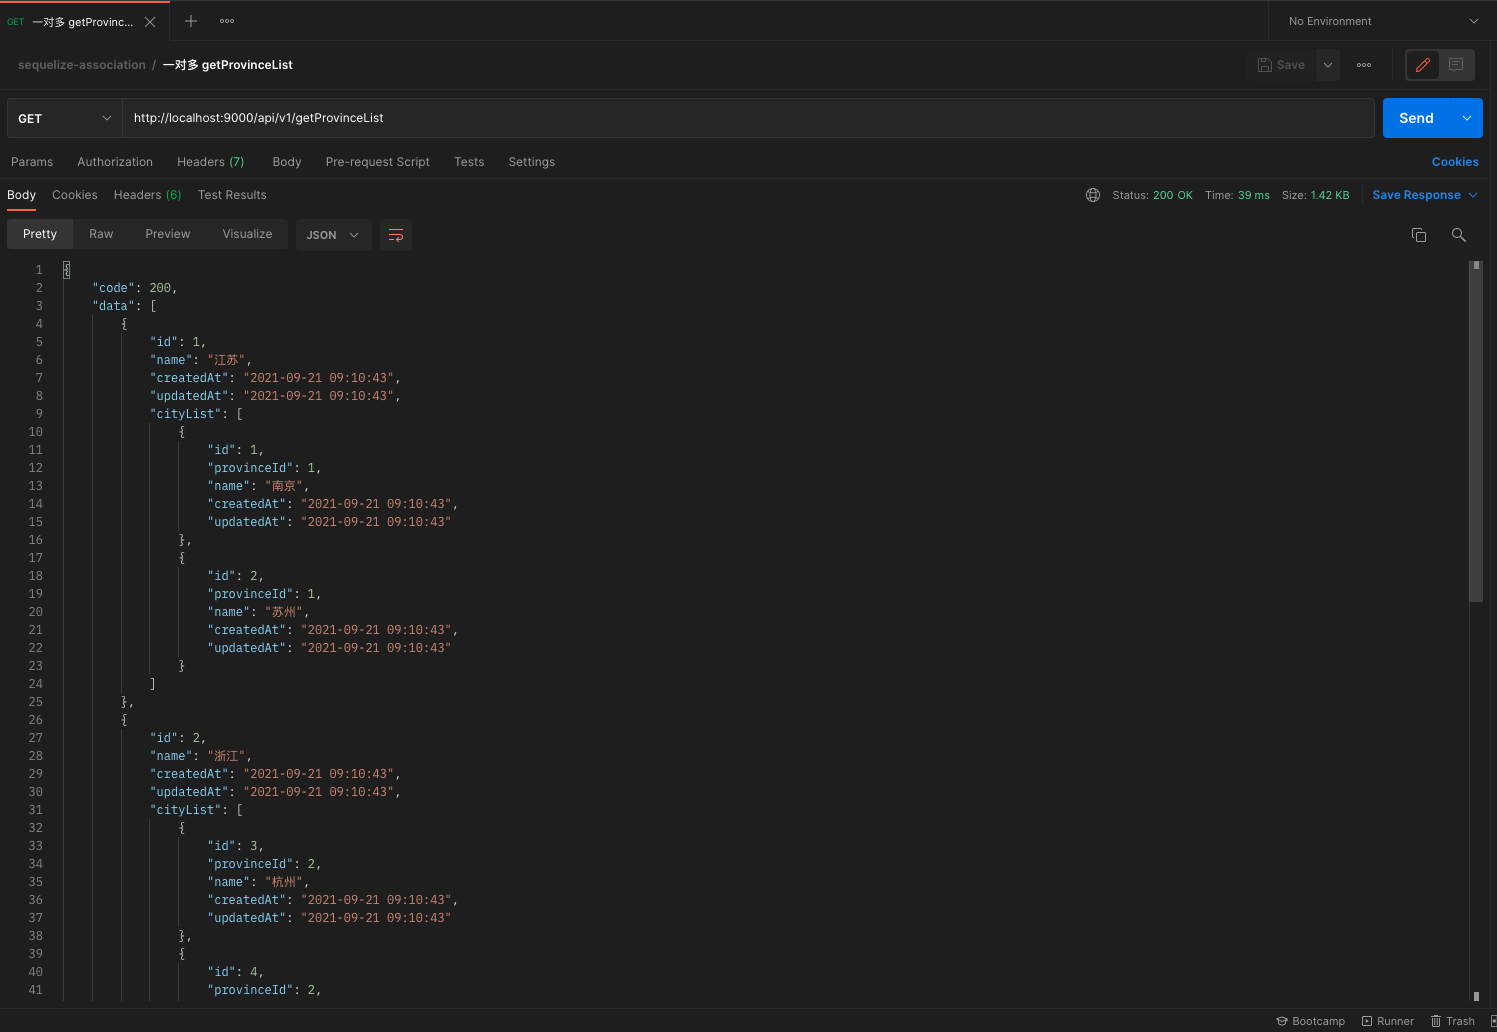 GET 一对多 getProvinc...
No Environment
sequelize-association / 一对多 getProvinceList
Save
GET http://localhost:9000/api/v1/getProvinceList Send
Params Authorization Headers (7) Body Pre-request Script Tests Settings Cookies
Body Cookies Headers (6) Test Results Status: 200 OK Time: 39 ms Size: 1.42 KB Save Response
Pretty Raw Preview Visualize JSON
1 {
2 "code": 200,
3 "data": [
4 {
5 "id": 1,
6 "name": "江苏",
7 "createdAt": "2021-09-21 09:10:43",
8 "updatedAt": "2021-09-21 09:10:43",
9 "cityList": [
10 {
11 "id": 1,
12 "provinceId": 1,
13 "name": "南京",
14 "createdAt": "2021-09-21 09:10:43",
15 "updatedAt": "2021-09-21 09:10:43"
16 },
17 {
18 "id": 2,
19 "provinceId": 1,
20 "name": "苏州",
21 "createdAt": "2021-09-21 09:10:43",
22 "updatedAt": "2021-09-21 09:10:43"
23 }
24 ]
25 },
26 {
27 "id": 2,
28 "name": "浙江",
29 "createdAt": "2021-09-21 09:10:43",
30 "updatedAt": "2021-09-21 09:10:43",
31 "cityList": [
32 {
33 "id": 3,
34 "provinceId": 2,
35 "name": "杭州",
36 "createdAt": "2021-09-21 09:10:43",
37 "updatedAt": "2021-09-21 09:10:43"
38 },
39 {
40 "id": 4,
41 "provinceId": 2,
Bootcamp Runner Trash